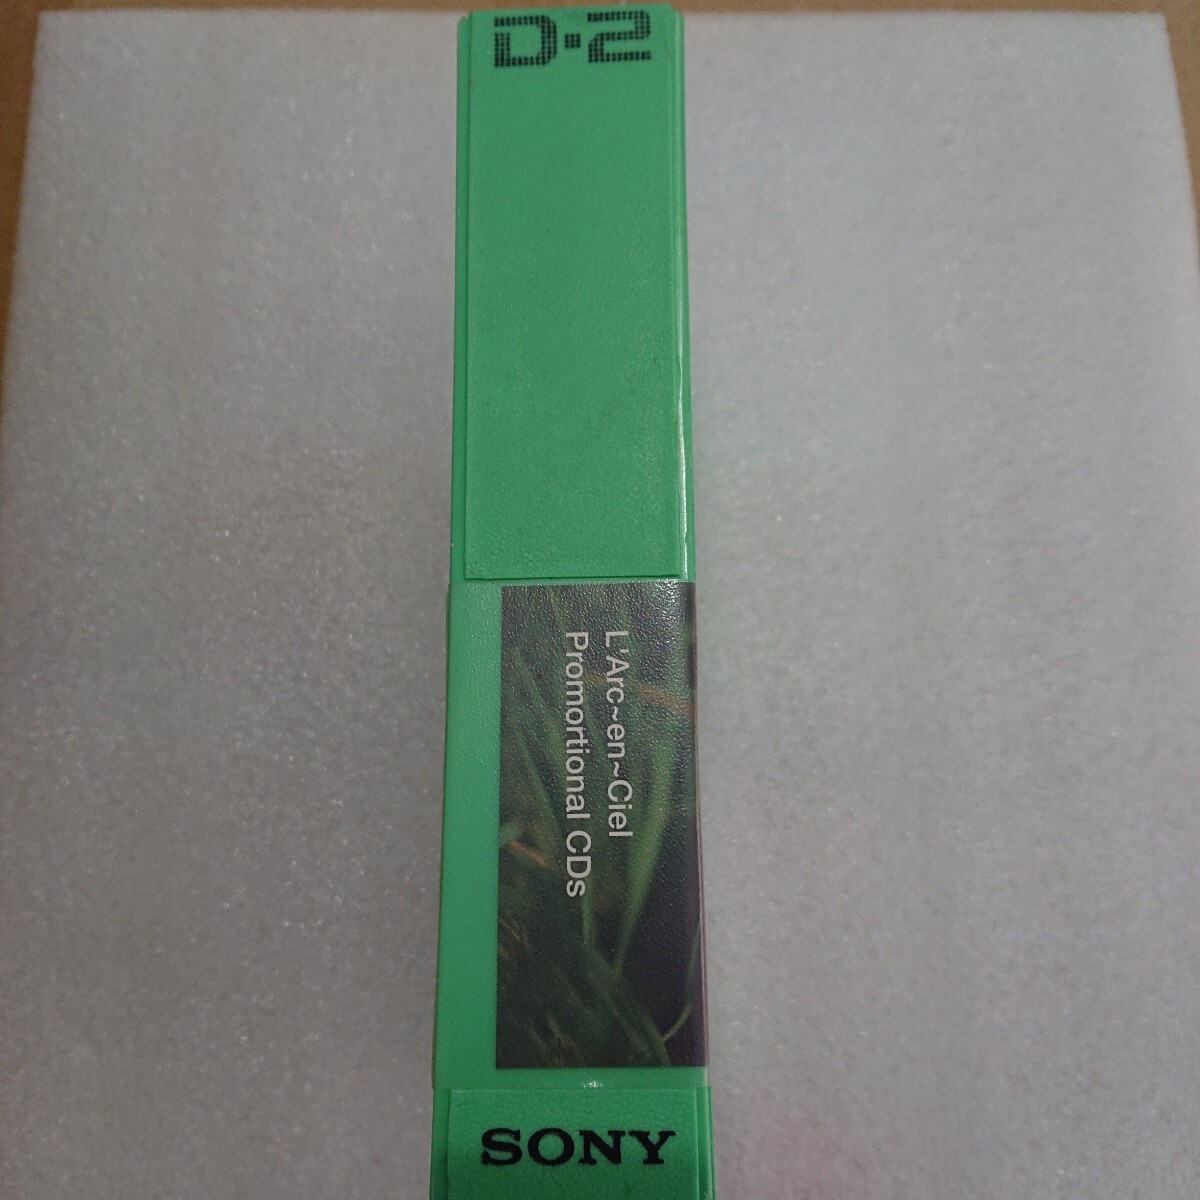 D-2
L'Arc~en~Ciel
Promortional CDs
SONY